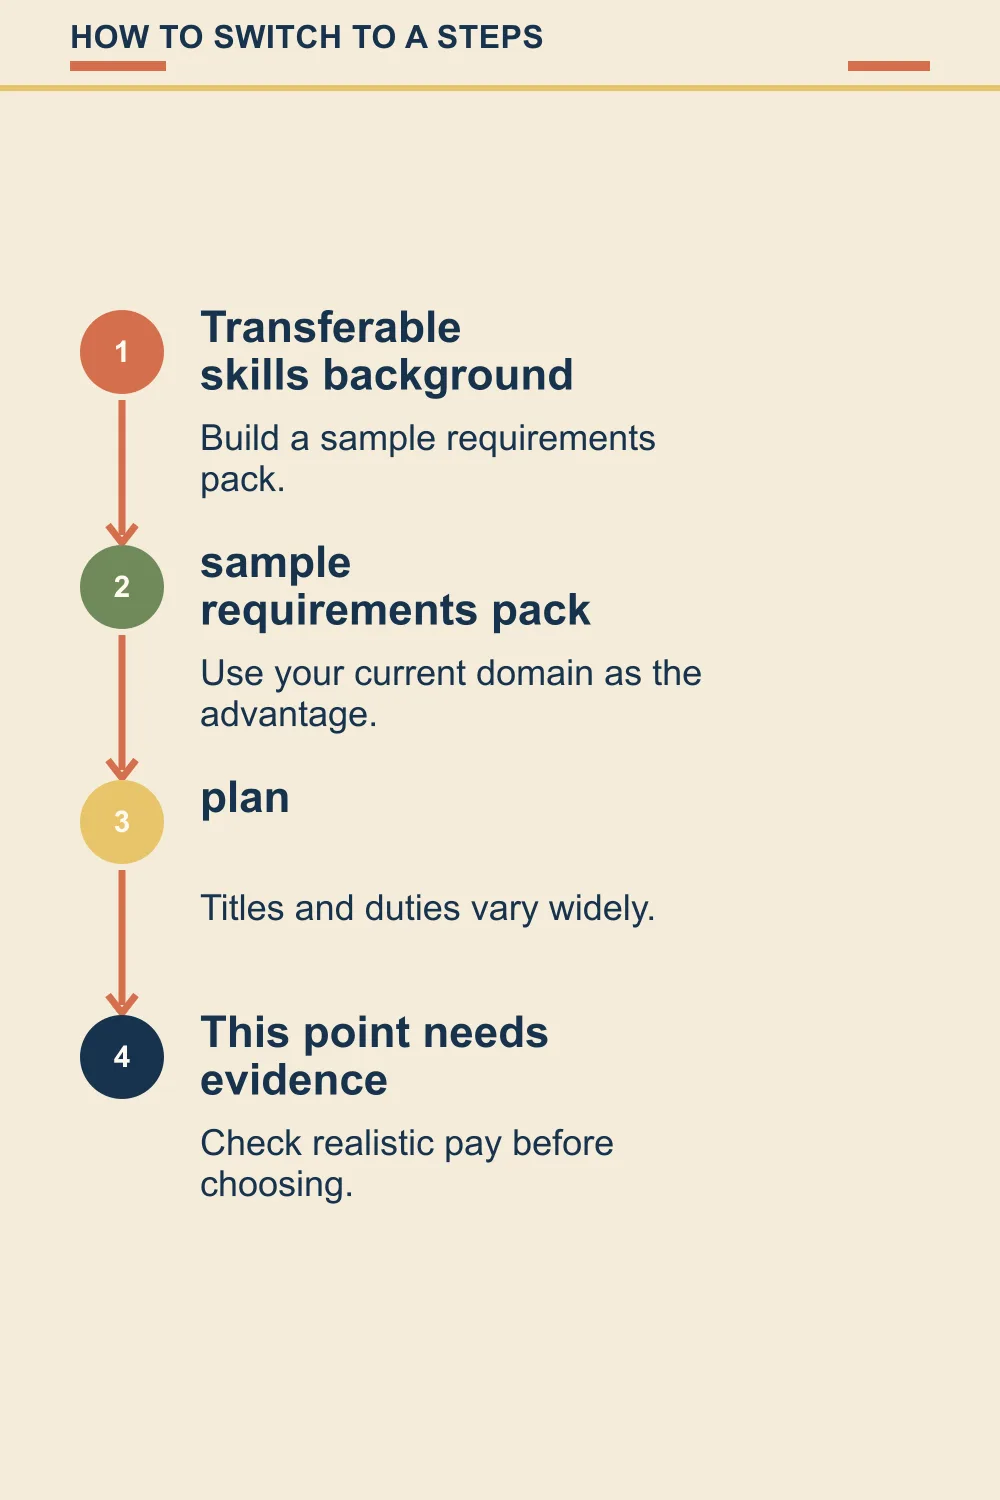 HOW TO SWITCH TO A STEPS
1
Transferable
skills background
Build a sample requirements
pack.
2
sample
requirements pack
Use your current domain as the
advantage.
3
plan
Titles and duties vary widely.
4
This point needs
evidence
Check realistic pay before
choosing.